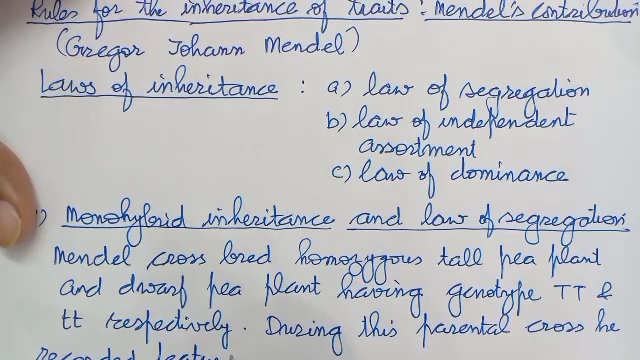 Rules for the inheritance of traits : Mendel's contribution
(Gregor Johann Mendel)
Laws of inheritance : a) law of segregation
b) law of independent
assortment
c) law of dominance
) Monohybrid inheritance and law of segregation.
Mendel cross bred homozygous tall pea plant
and dwarf pea plant having genotype TT &
tt respectively. During this parental cross he
recorded